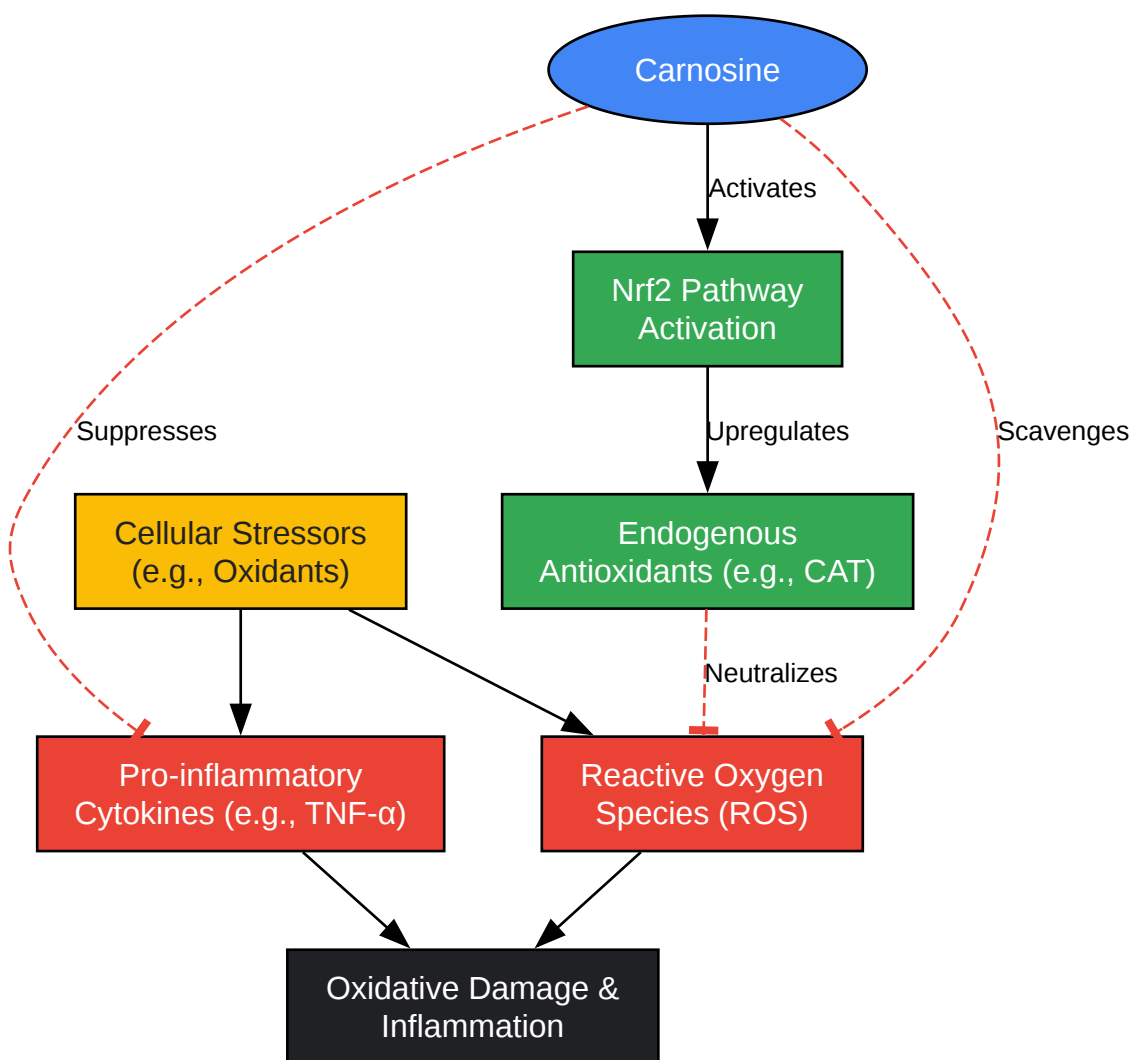 Carnosine
Activates
Nrf2 Pathway
Activation
Suppresses
Upregulates
Scavenges
Cellular Stressors
(e.g., Oxidants)
Endogenous
Antioxidants (e.g., CAT)
Neutralizes
Pro-inflammatory
Cytokines (e.g., TNF-α)
Reactive Oxygen
Species (ROS)
Oxidative Damage &
Inflammation